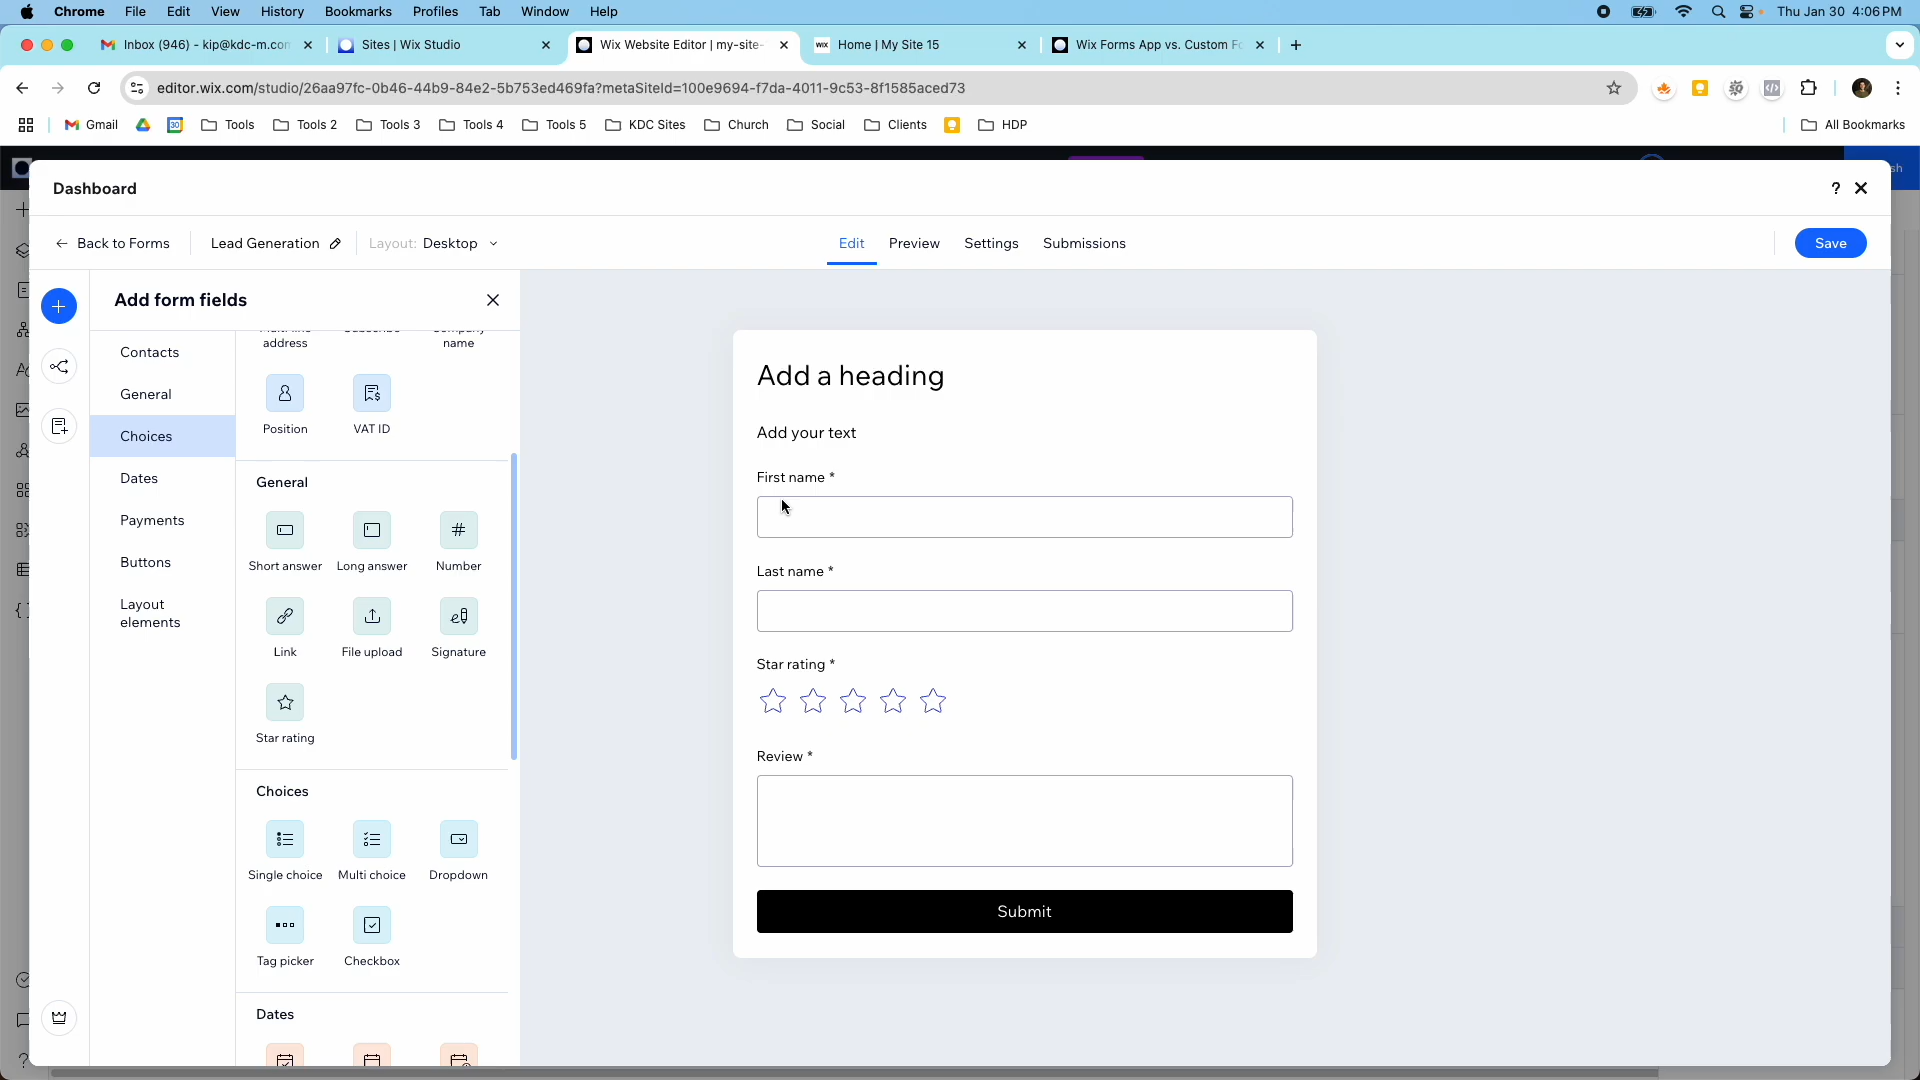 Chrome File Edit View History Bookmarks Profiles Tab Window Help Thu Jan 30 4:06 PM
Inbox (946) - kip@kdc-m.con Sites | Wix Studio Wix Website Editor | my-site- WIX Home | My Site 15 Wix Forms App vs. Custom Fo
editor.wix.com/studio/26aa97fc-0b46-44b9-84e2-5b753ed469fa?metaSiteId=100e9694-f7da-4011-9c53-8f1585aced73
Gmail 30 Tools Tools 2 Tools 3 Tools 4 Tools 5 KDC Sites Church Social Clients HDP All Bookmarks
Dashboard ?
Back to Forms Lead Generation Layout: Desktop Edit Preview Settings Submissions Save
Add form fields
Contacts
General
Choices
Dates
Payments
Buttons
Layout
elements
address name
Position VAT ID
General
Short answer Long answer Number
Link File upload Signature
Star rating
Choices
Single choice Multi choice Dropdown
Tag picker Checkbox
Dates
Add a heading
Add your text
First name *
Last name *
Star rating *
Review *
Submit